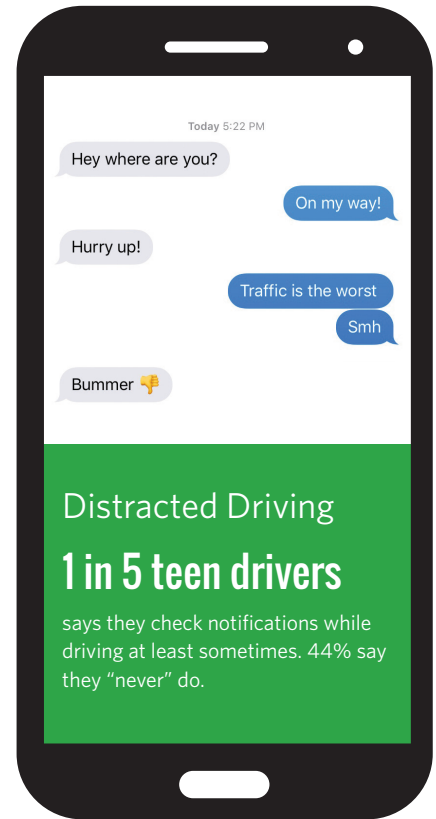 Today 5:22 PM
Hey where are you?
On my way!
Hurry up!
Traffic is the worst
Smh
Bummer 👎
Distracted Driving
1 in 5 teen drivers
says they check notifications while
driving at least sometimes. 44% say
they “never” do.